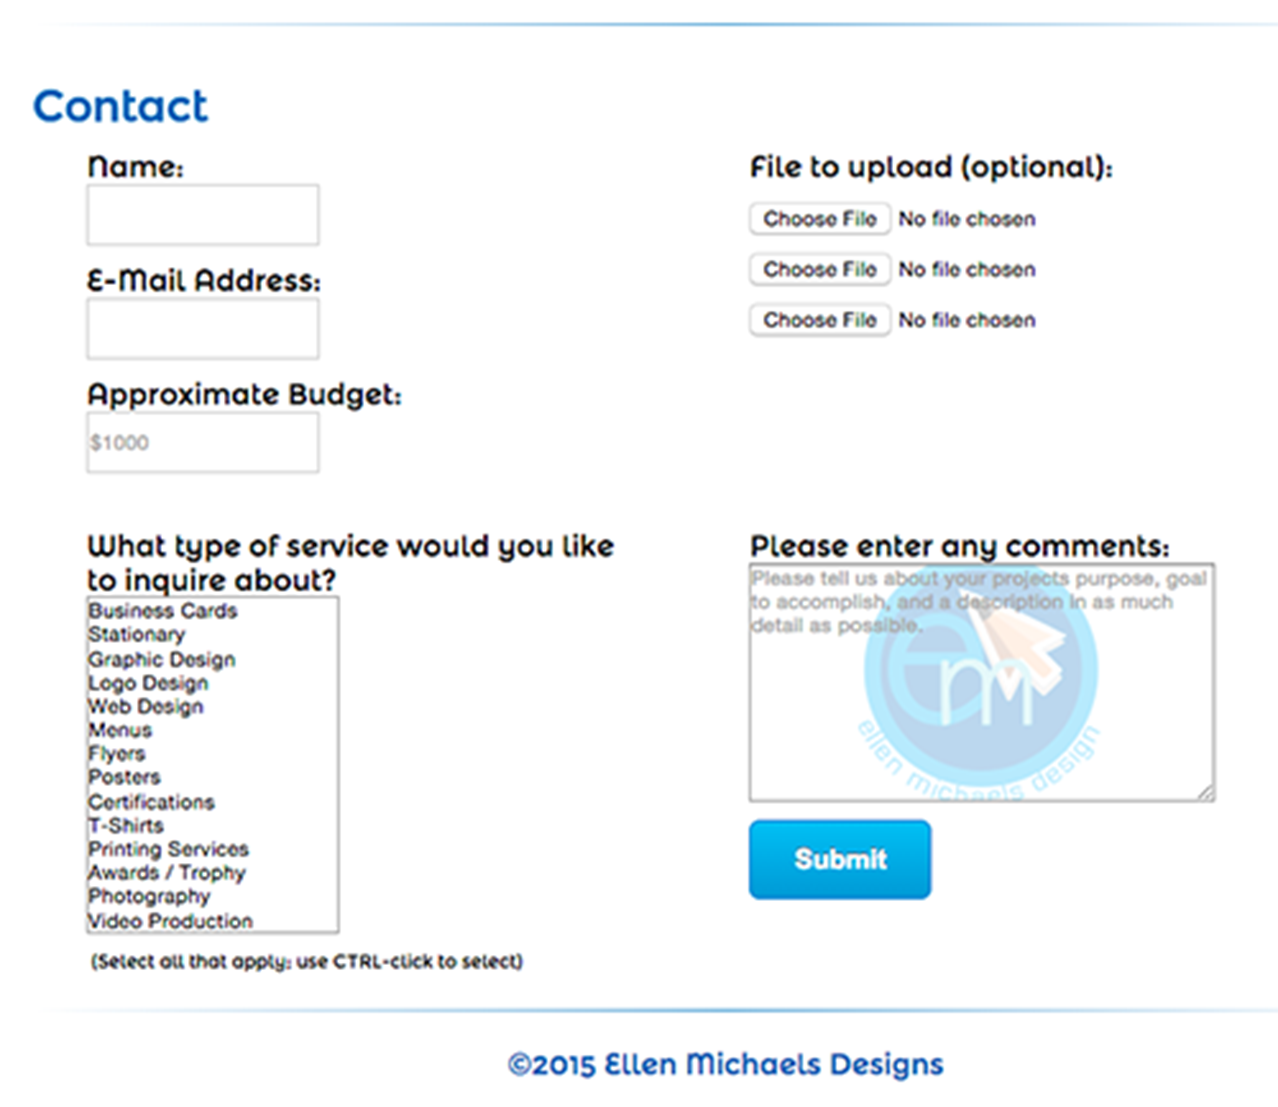 Contact
Name:
E-Mail Address:
Approximate Budget:
$1000
File to upload (optional):
Choose File No file chosen
Choose File No file chosen
Choose File No file chosen
What type of service would you like
to inquire about?
Business Cards
Stationary
Graphic Design
Logo Design
Web Design
Menus
Flyers
Posters
Certifications
T-Shirts
Printing Services
Awards / Trophy
Photography
Video Production
(Select all that apply; use CTRL-click to select)
Please enter any comments:
Please tell us about your projects purpose, goal
to accomplish, and a description in as much
detail as possible.
em
ellen michaels design
Submit
©2015 Ellen Michaels Designs